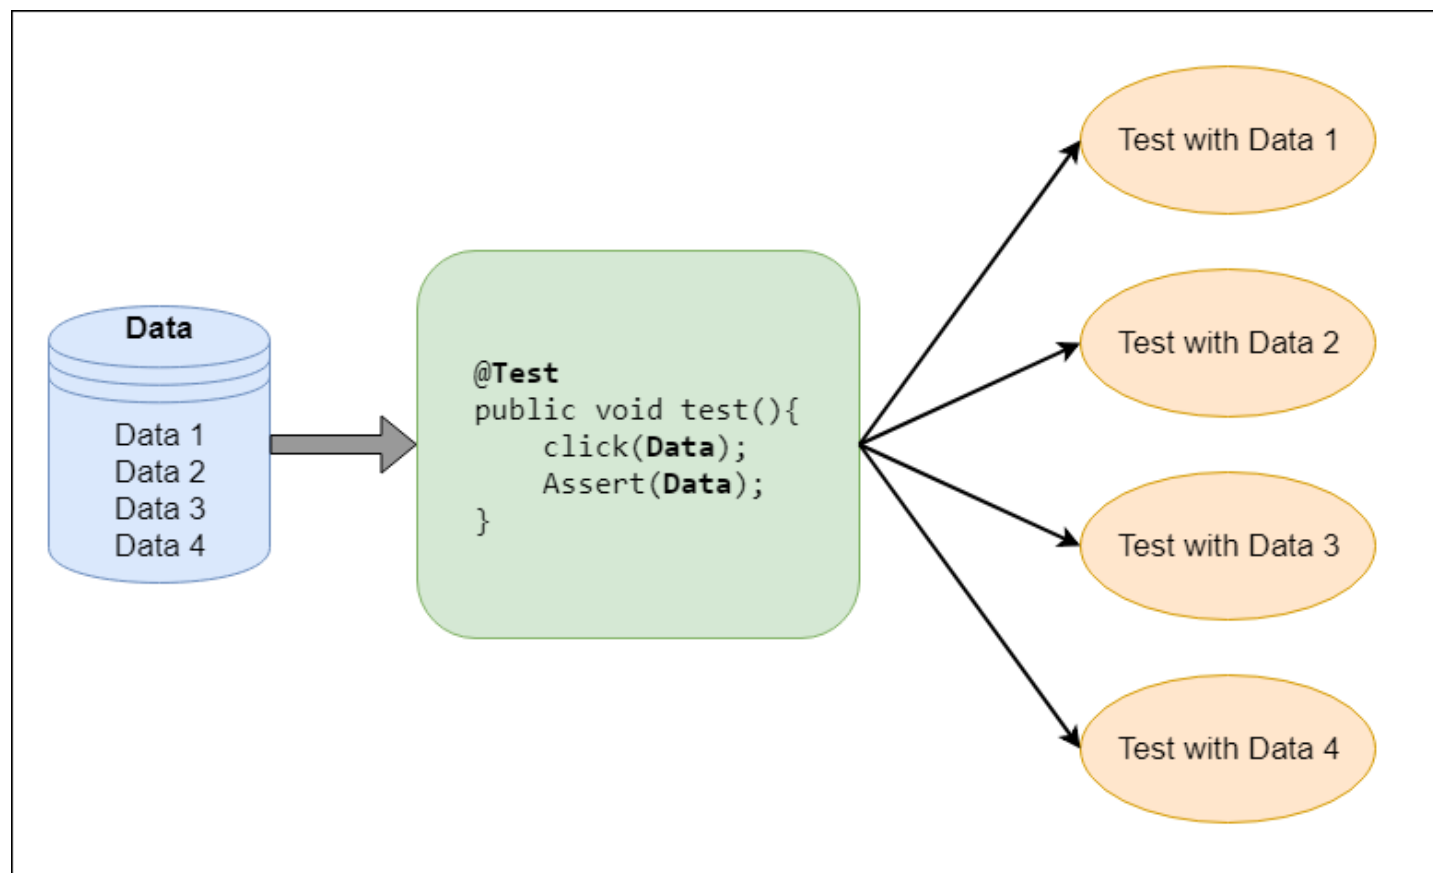 Data
Data 1
Data 2
Data 3
Data 4
@Test
public void test(){
    click(Data);
    Assert(Data);
}
Test with Data 1
Test with Data 2
Test with Data 3
Test with Data 4